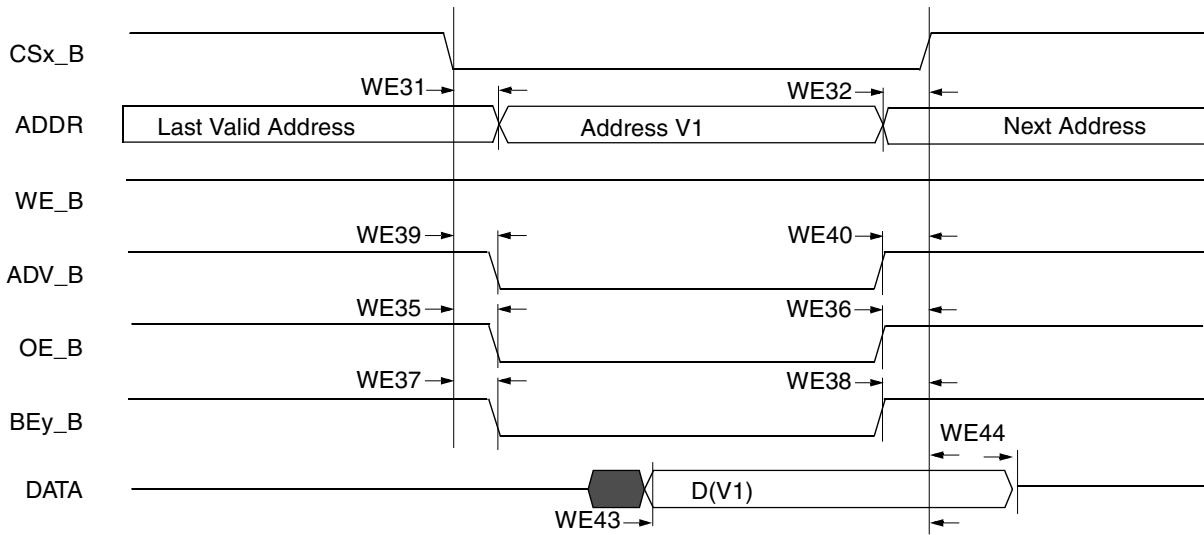 CSx_B
WE31 WE32
ADDR Last Valid Address Address V1 Next Address
WE_B
WE39 WE40
ADV_B
WE35 WE36
OE_B
WE37 WE38
BEy_B
WE44
DATA D(V1)
WE43